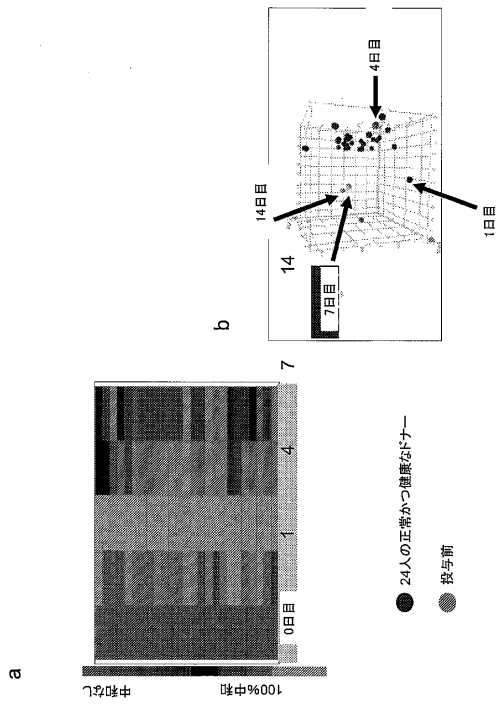 a
中和なし
100%中和
0日目
1
4
7
14
b
14日目
7日目
4日目
1日目
24人の正常かつ健康なドナー
投与前